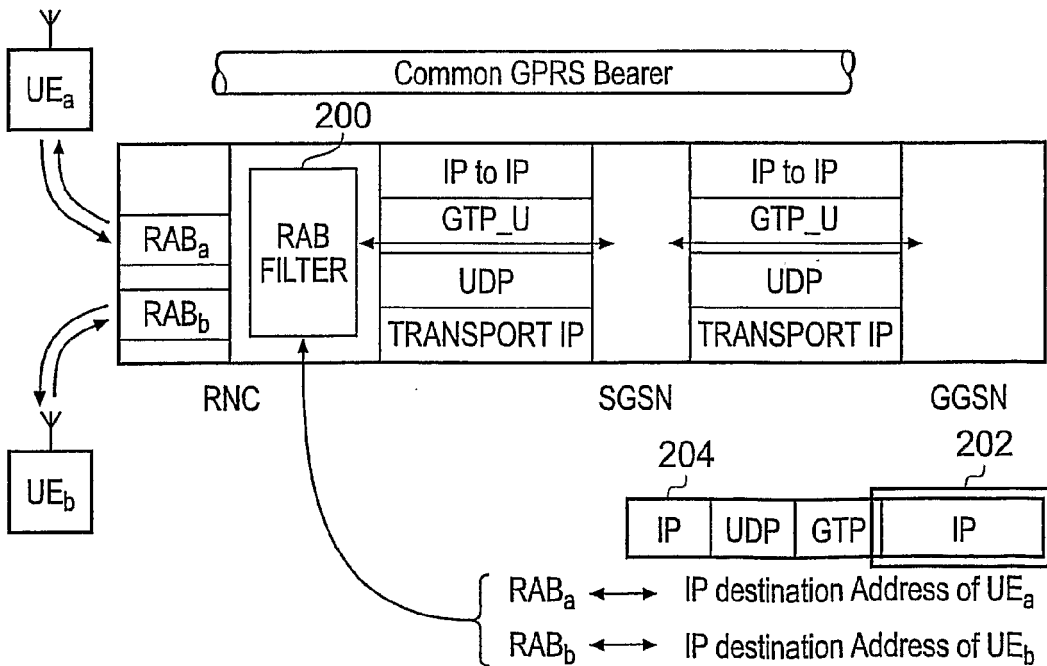 UEa
Common GPRS Bearer
200
RABa
RABb
RAB
FILTER
IP to IP
GTP_U
UDP
TRANSPORT IP
IP to IP
GTP_U
UDP
TRANSPORT IP
RNC
SGSN
GGSN
UEb
204
202
IP
UDP
GTP
IP
RABa IP destination Address of UEa
RABb IP destination Address of UEb